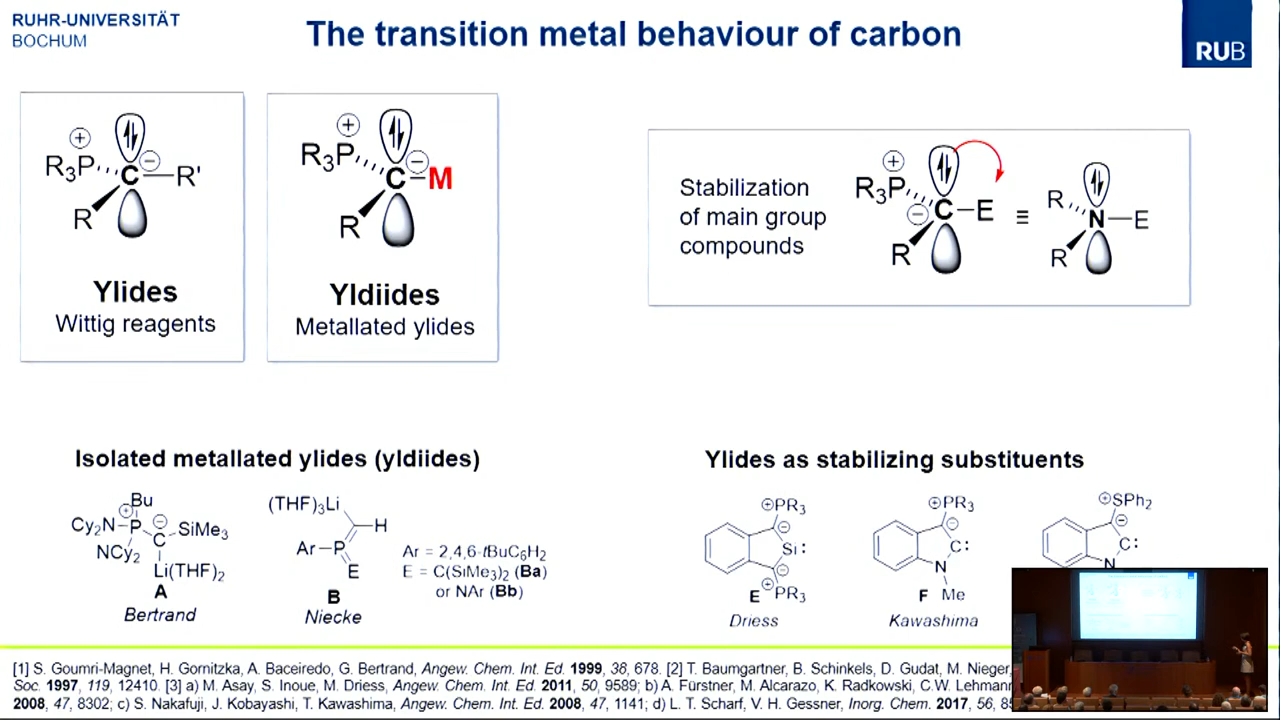 RUHR-UNIVERSITÄT
BOCHUM
The transition metal behaviour of carbon
RUB
R3P
C
R'
R
Ylides
Wittig reagents
R3P
C
M
R
Yldiides
Metallated ylides
Stabilization
of main group
compounds
R3P
C
E
R
≡
R
N
E
R
Isolated metallated ylides (yldiides)
Bu
Cy2N
P
SiMe3
NCy2
C
Li(THF)2
A
Bertrand
(THF)3Li
H
Ar
P
E
B
Niecke
Ar = 2,4,6-tBuC6H2
E = C(SiMe3)2 (Ba)
or NAr (Bb)
Ylides as stabilizing substituents
PR3
Si:
E
PR3
Driess
PR3
C:
N
F
Me
Kawashima
SPh2
C:
N
[1] S. Goumri-Magnet, H. Gornitzka, A. Baceiredo, G. Bertrand, Angew. Chem. Int. Ed. 1999, 38, 678. [2] T. Baumgartner, B. Schinkels, D. Gudat, M. Nieger,
Soc. 1997, 119, 12410. [3] a) M. Asay, S. Inoue, M. Driess, Angew. Chem. Int. Ed. 2011, 50, 9589; b) A. Fürstner, M. Alcarazo, K. Radkowski, C.W. Lehmann
2008, 47, 8302; c) S. Nakafuji, J. Kobayashi, T. Kawashima, Angew. Chem. Int. Ed. 2008, 47, 1141; d) L. T. Scharf, V. H. Gessner, Inorg. Chem. 2017, 56,